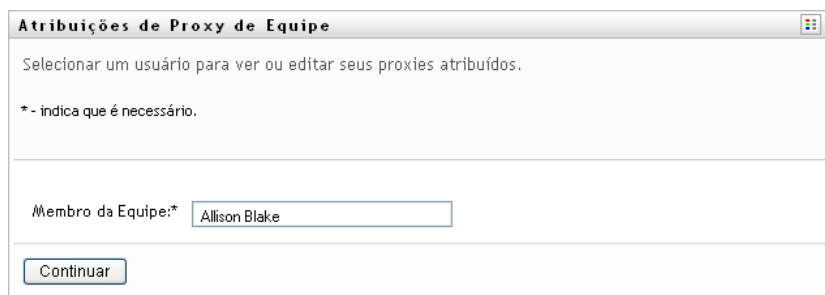 Atribuições de Proxy de Equipe
Selecionar um usuário para ver ou editar seus proxies atribuídos.
* - indica que é necessário.
Membro da Equipe:* Allison Blake
Continuar